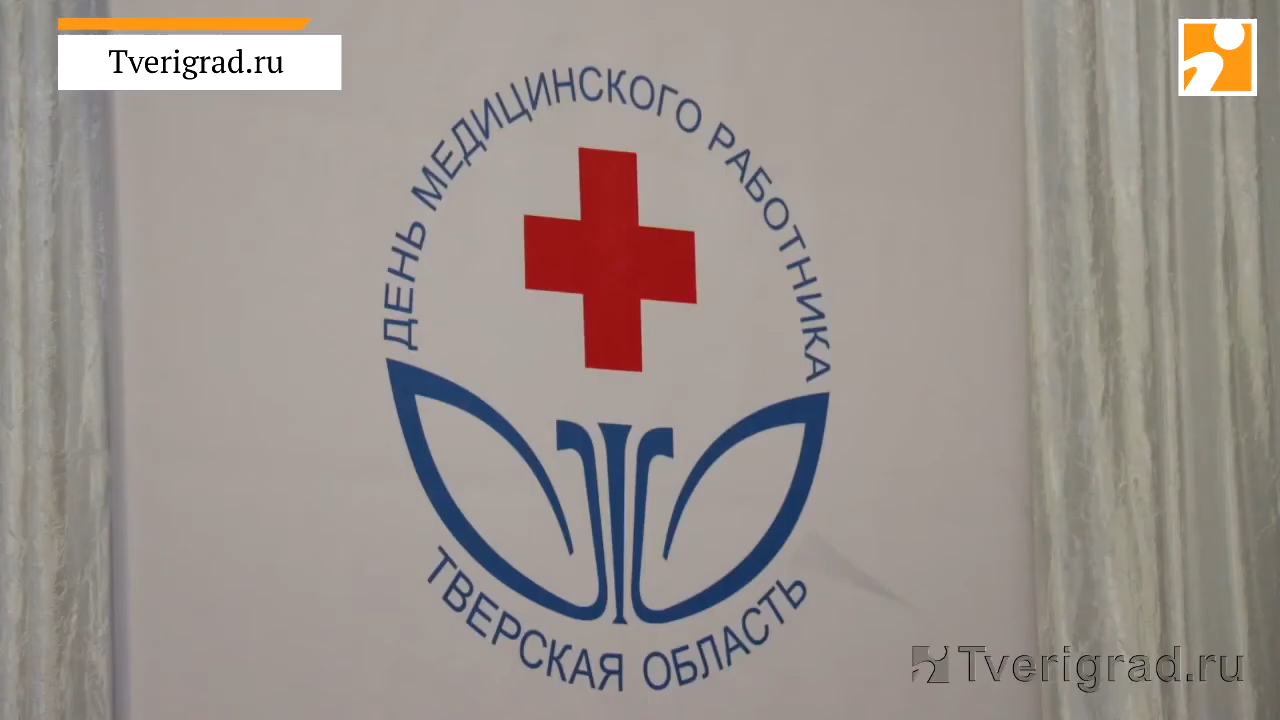 Tverigrad.ru
ДЕНЬ МЕДИЦИНСКОГО РАБОТНИКА
ТВЕРСКАЯ ОБЛАСТЬ
Tverigrad.ru